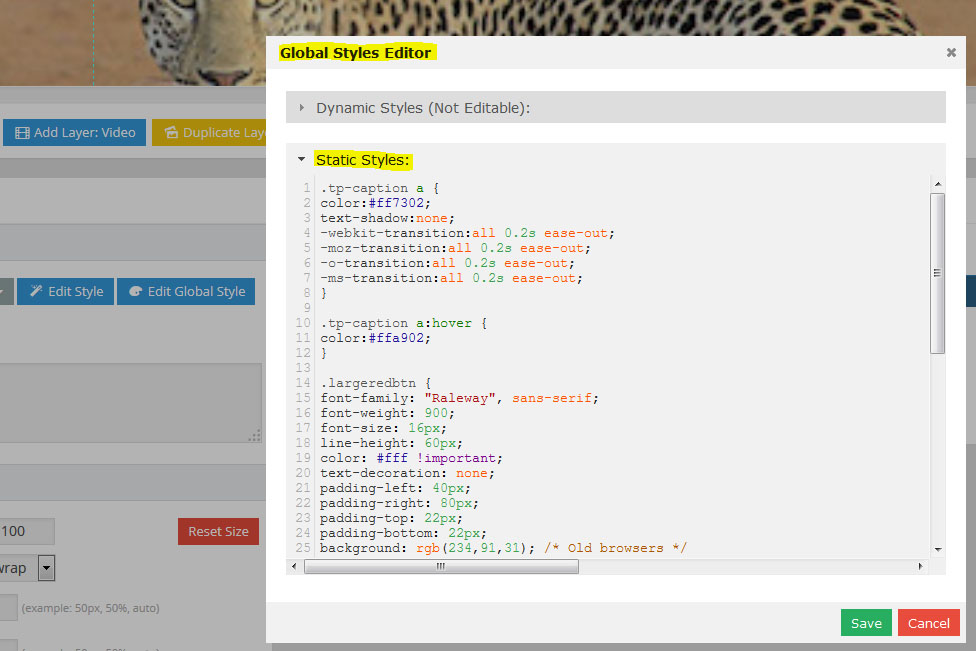 Global Styles Editor
Dynamic Styles (Not Editable):
Add Layer: Video
Duplicate Lay
Static Styles:
1 .tp-caption a {
2 color:#ff7302;
3 text-shadow:none;
4 -webkit-transition:all 0.2s ease-out;
5 -moz-transition:all 0.2s ease-out;
6 -o-transition:all 0.2s ease-out;
7 -ms-transition:all 0.2s ease-out;
8 }
9
10 .tp-caption a:hover {
11 color:#ffa902;
12 }
13
14 .largeredbtn {
15 font-family: "Raleway", sans-serif;
16 font-weight: 900;
17 font-size: 16px;
18 line-height: 60px;
19 color: #fff !important;
20 text-decoration: none;
21 padding-left: 40px;
22 padding-right: 80px;
23 padding-top: 22px;
24 padding-bottom: 22px;
25 background: rgb(234,91,31); /* Old browsers */
Edit Style
Edit Global Style
100
Reset Size
wrap
(example: 50px, 50%, auto)
Save
Cancel